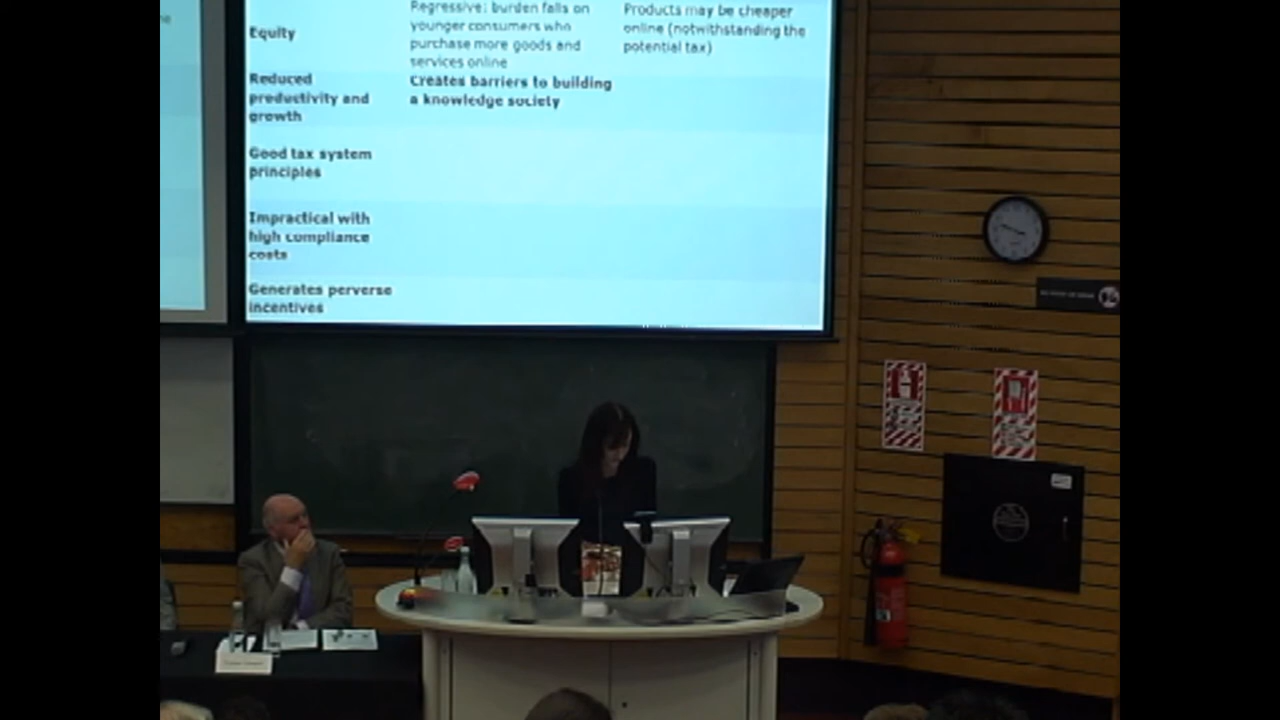 Equity
Regressive: burden falls on
younger consumers who
purchase more goods and
services online
Products may be cheaper
online (notwithstanding the
potential tax)
Reduced
productivity and
growth
Creates barriers to building
a knowledge society
Good tax system
principles
Impractical with
high compliance
costs
Generates perverse
incentives